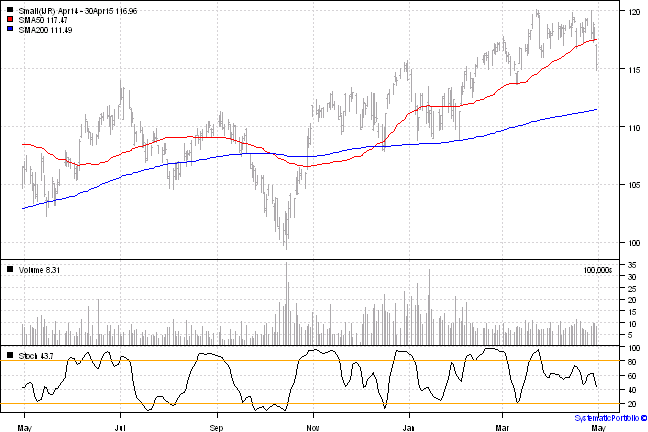 Small(IJR) Apr14 - 30Apr15 116.96
SMA50 117.47
SMA200 111.49
120
115
110
105
100
Volume 8.31
100,000s
35
30
25
20
15
10
5
Stoch 43.7
100
80
60
40
20
May
Jul
Sep
Nov
Jan
Mar
May
SystematicPortfolio ©